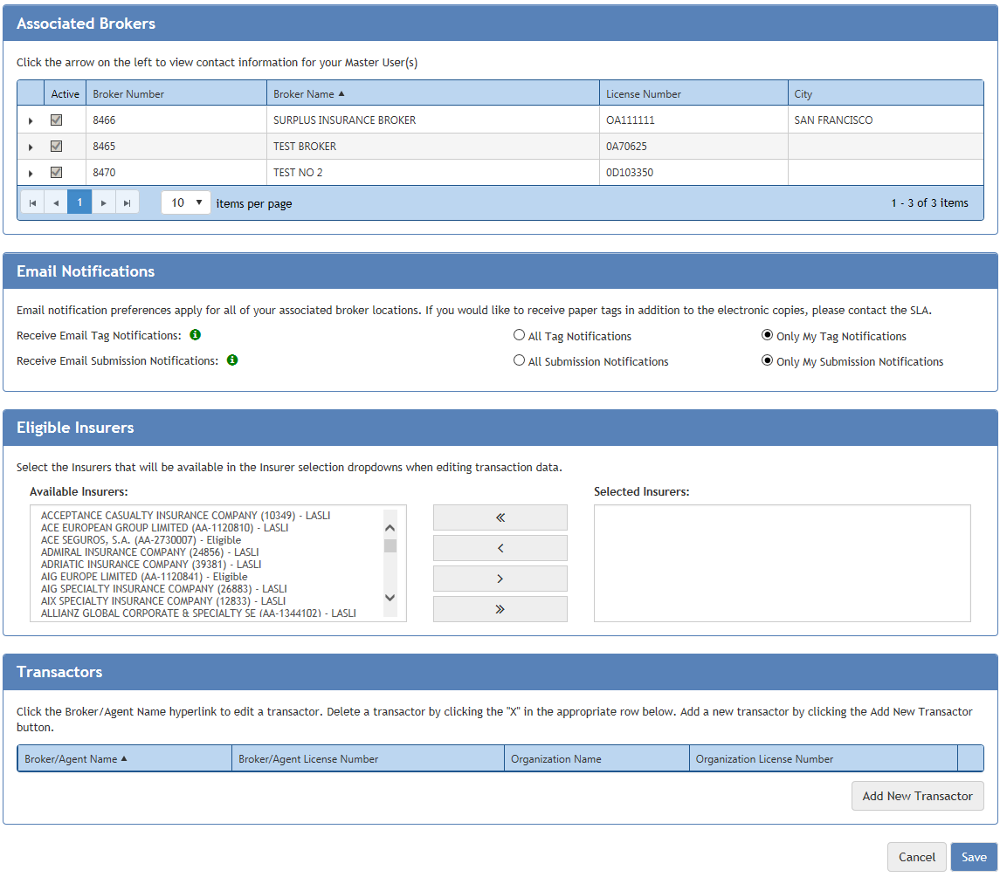 Associated Brokers
Click the arrow on the left to view contact information for your Master User(s)
Active Broker Number Broker Name ▲ License Number City
8466 SURPLUS INSURANCE BROKER OA111111 SAN FRANCISCO
8465 TEST BROKER 0A70625
8470 TEST NO 2 0D103350
1 10 items per page 1 - 3 of 3 items
Email Notifications
Email notification preferences apply for all of your associated broker locations. If you would like to receive paper tags in addition to the electronic copies, please contact the SLA.
Receive Email Tag Notifications: All Tag Notifications Only My Tag Notifications
Receive Email Submission Notifications: All Submission Notifications Only My Submission Notifications
Eligible Insurers
Select the Insurers that will be available in the Insurer selection dropdowns when editing transaction data.
Available Insurers: Selected Insurers:
ACCEPTANCE CASUALTY INSURANCE COMPANY (10349) - LASLI
ACE EUROPEAN GROUP LIMITED (AA-1120810) - LASLI
ACE SEGUROS, S.A. (AA-2730007) - Eligible
ADMIRAL INSURANCE COMPANY (24856) - LASLI
ADRIATIC INSURANCE COMPANY (39381) - LASLI
AIG EUROPE LIMITED (AA-1120841) - Eligible
AIG SPECIALTY INSURANCE COMPANY (26883) - LASLI
AIX SPECIALTY INSURANCE COMPANY (12833) - LASLI
ALLIANZ GLOBAL CORPORATE & SPECIALTY SE (AA-1344102) - LASLI
«
<
>
»
Transactors
Click the Broker/Agent Name hyperlink to edit a transactor. Delete a transactor by clicking the "X" in the appropriate row below. Add a new transactor by clicking the Add New Transactor
button.
Broker/Agent Name ▲ Broker/Agent License Number Organization Name Organization License Number
Add New Transactor
Cancel Save